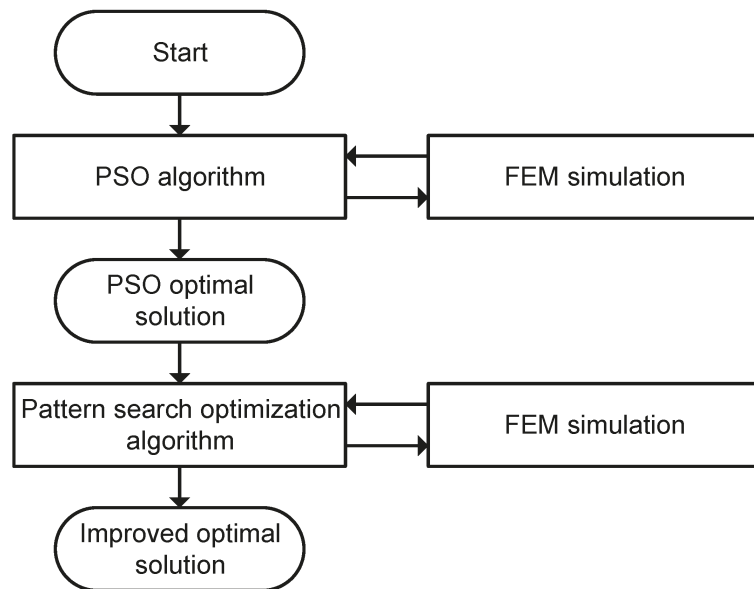 Start
PSO algorithm
FEM simulation
PSO optimal
solution
Pattern search optimization
algorithm
FEM simulation
Improved optimal
solution